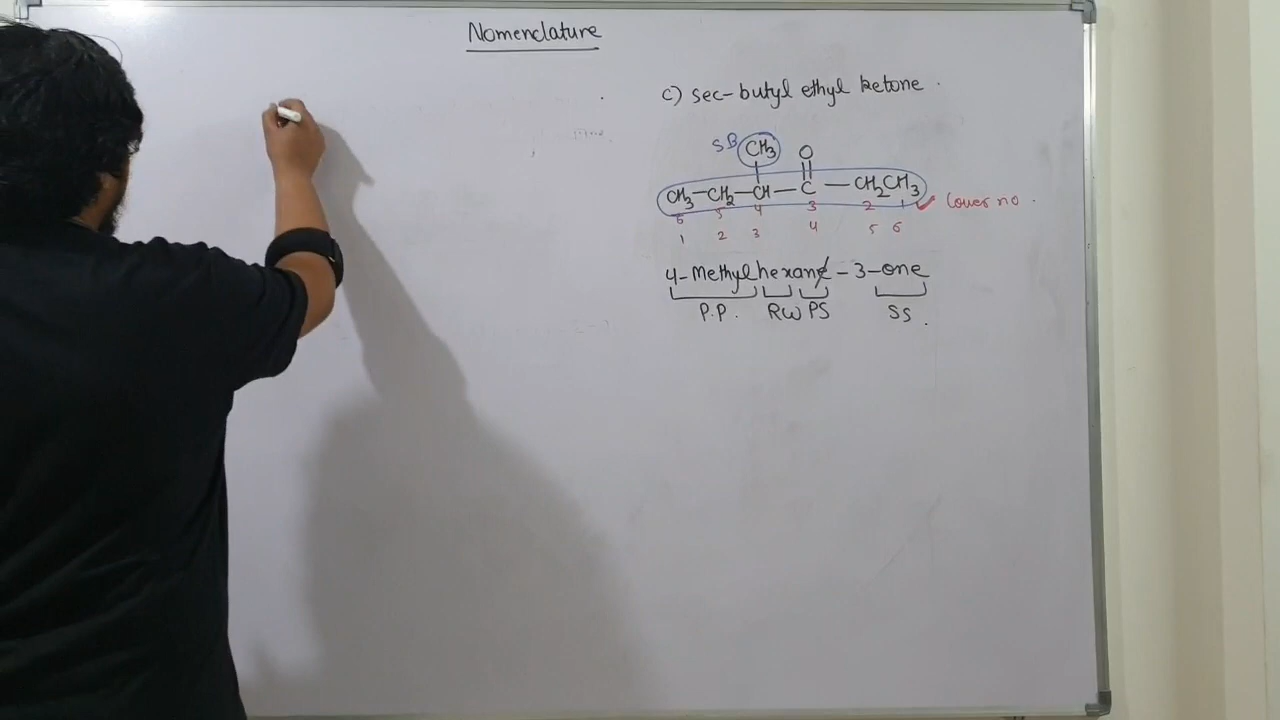 Nomenclature
c) sec-butyl ethyl ketone.
SB CH3 O
CH3-CH2-CH-C-CH2CH3
6 5 4 3 2 1 ✓ lower no.
1 2 3 4 5 6
4-Methylhexane-3-one
P.P. RW PS SS.